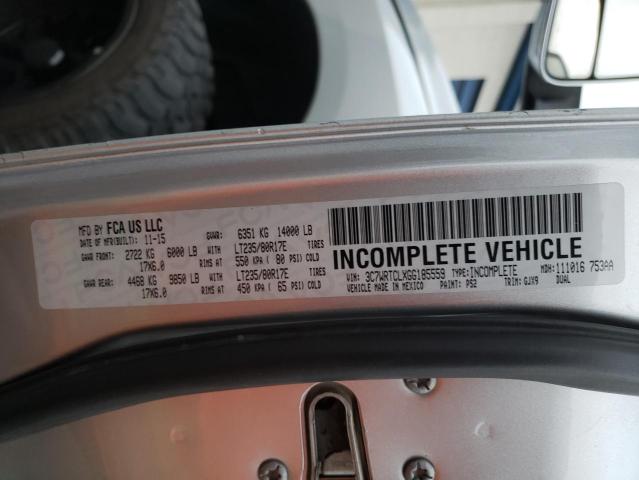 MFD BY FCA US LLC GVWR: 6351 KG 14000 LB
DATE OF MFR(BUILT): 11-15
GAWR FRONT: 2722 KG 6000 LB WITH LT235/80R17E TIRES
17X6.0 RIMS AT 550 KPA ( 80 PSI) COLD
GAWR REAR: 4468 KG 9850 LB WITH LT235/80R17E TIRES
17X6.0 RIMS AT 450 KPA ( 65 PSI) COLD
INCOMPLETE VEHICLE
VIN: 3C7WRTCLXGG185559 TYPE:INCOMPLETE MDH:111016 753AA
VEHICLE MADE IN MEXICO PAINT: PS2 TRIM: GJX9 DUAL